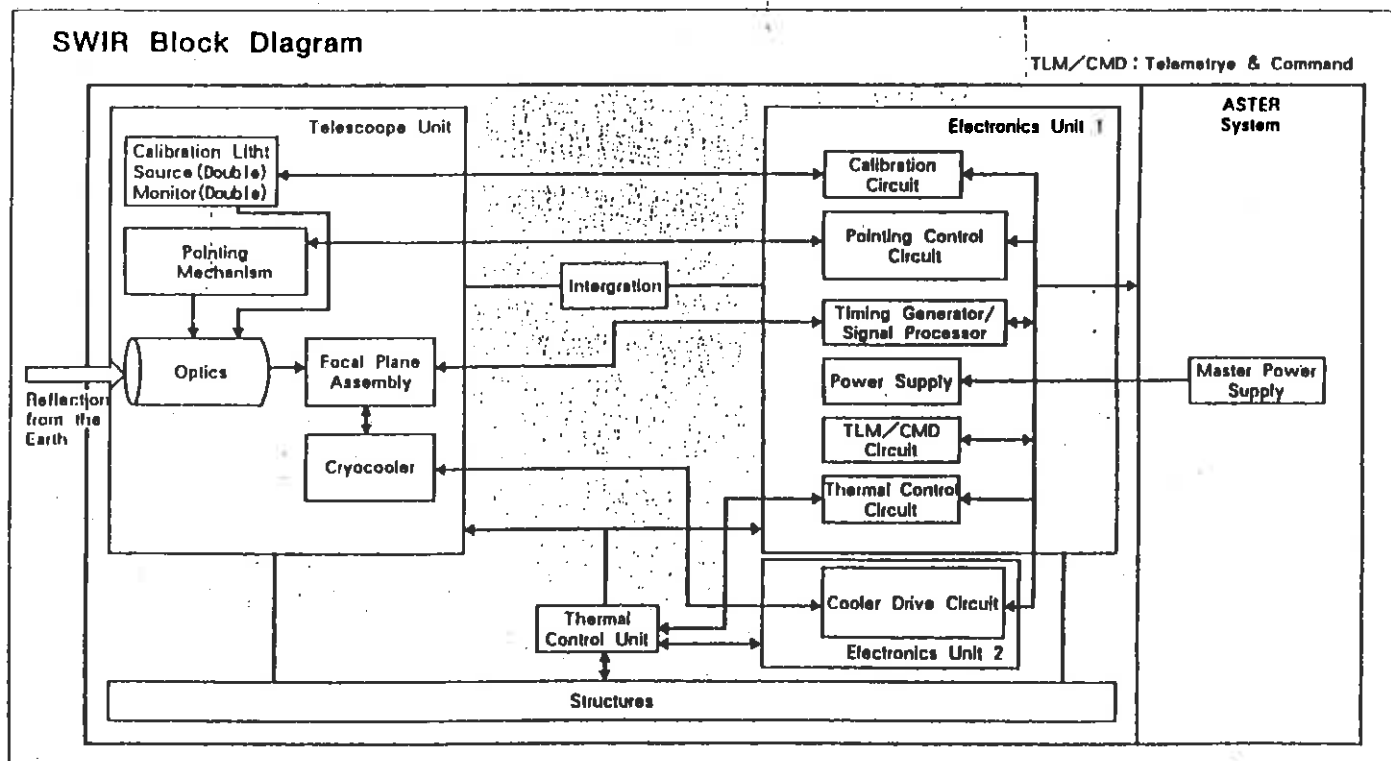 SWIR Block Diagram
TLM/CMD : Telemetrye & Command
ASTER
System
Telescoope Unit
Electronics Unit 1
Calibration Litht
Source(Double)
Monitor(Double)
Calibration
Circuit
Pointing
Mechanism
Pointing Control
Circuit
Intergration
Timing Generator/
Signal Processor
Optics
Focal Plane
Assembly
Power Supply
Master Power
Supply
Reflection
from the
Earth
TLM/CMD
Circuit
Cryocooler
Thermal Control
Circuit
Cooler Drive Circuit
Thermal
Control Unit
Electronics Unit 2
Structures